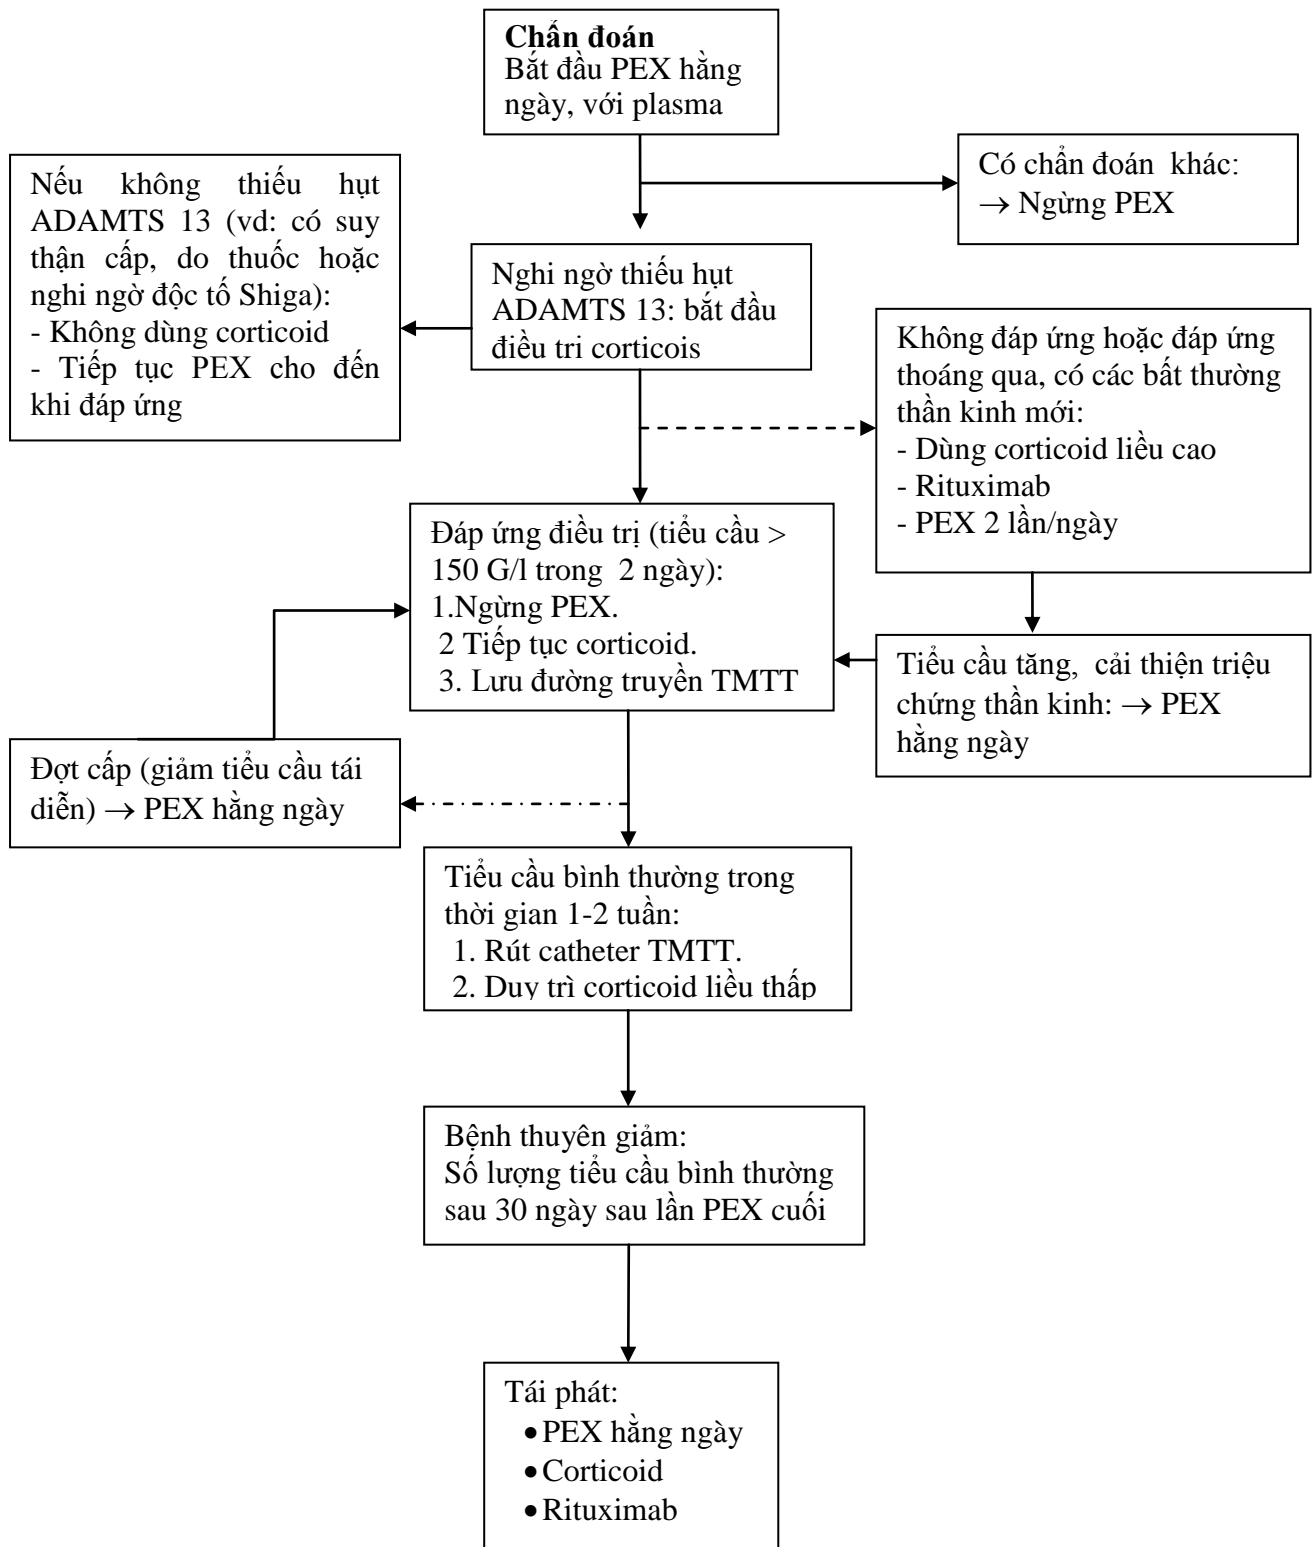 Chẩn đoán
Bắt đầu PEX hằng
ngày, với plasma
Có chẩn đoán khác:
→ Ngừng PEX
Nếu không thiếu hụt
ADAMTS 13 (vd: có suy
thận cấp, do thuốc hoặc
nghi ngờ độc tố Shiga):
- Không dùng corticoid
- Tiếp tục PEX cho đến
khi đáp ứng
Nghi ngờ thiếu hụt
ADAMTS 13: bắt đầu
điều tri corticois
Không đáp ứng hoặc đáp ứng
thoáng qua, có các bất thường
thần kinh mới:
- Dùng corticoid liều cao
- Rituximab
- PEX 2 lần/ngày
Đáp ứng điều trị (tiểu cầu >
150 G/l trong 2 ngày):
1.Ngừng PEX.
2 Tiếp tục corticoid.
3. Lưu đường truyền TMTT
Tiểu cầu tăng, cải thiện triệu
chứng thần kinh: → PEX
hằng ngày
Đợt cấp (giảm tiểu cầu tái
diễn) → PEX hằng ngày
Tiểu cầu bình thường trong
thời gian 1-2 tuần:
1. Rút catheter TMTT.
2. Duy trì corticoid liều thấp
Bệnh thuyên giảm:
Số lượng tiểu cầu bình thường
sau 30 ngày sau lần PEX cuối
Tái phát:
• PEX hằng ngày
• Corticoid
• Rituximab